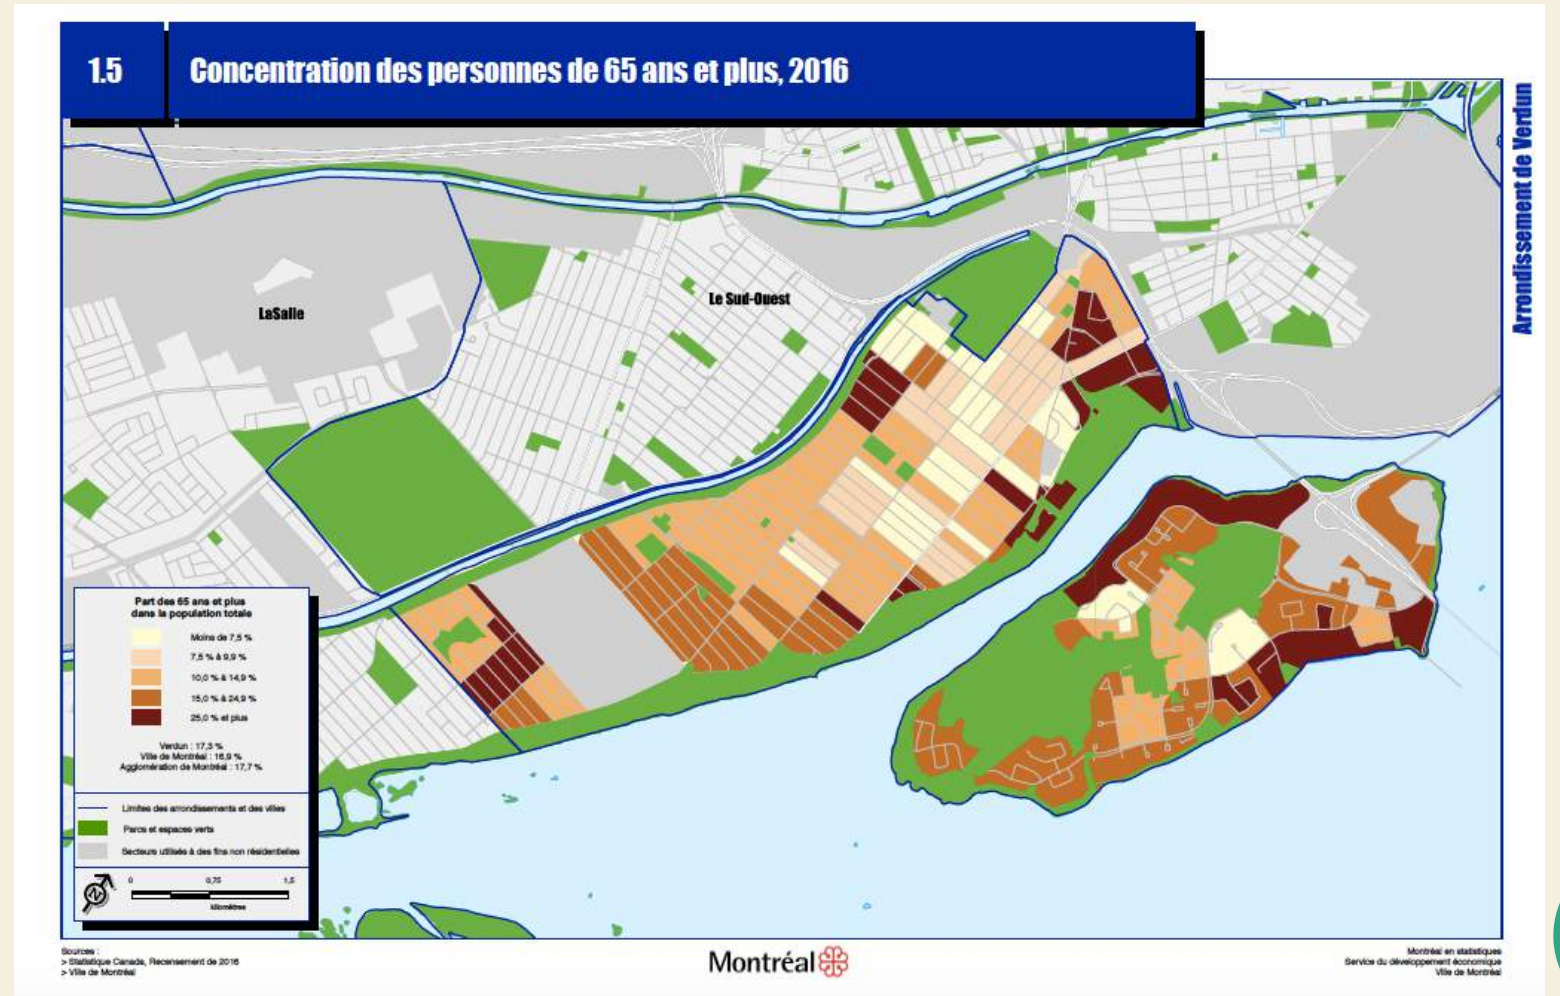 1.5
Concentration des personnes de 65 ans et plus, 2016
Arrondissement de Verdun
LaSalle
Le Sud-Ouest
Part des 65 ans et plus
dans la population totale
Moins de 7,5 %
7,5 % à 9,9 %
10,0 % à 14,9 %
15,0 % à 24,9 %
25,0 % et plus
Verdun : 17,3 %
Ville de Montréal : 16,9 %
Agglomération de Montréal : 17,7 %
Limites des arrondissements et des villes
Parcs et espaces verts
Secteurs utilisés à des fins non résidentielles
N
0 0,75 1,5
kilomètres
Sources :
> Statistique Canada, Recensement de 2016
> Ville de Montréal
Montréal
Montréal en statistiques
Service du développement économique
Ville de Montréal